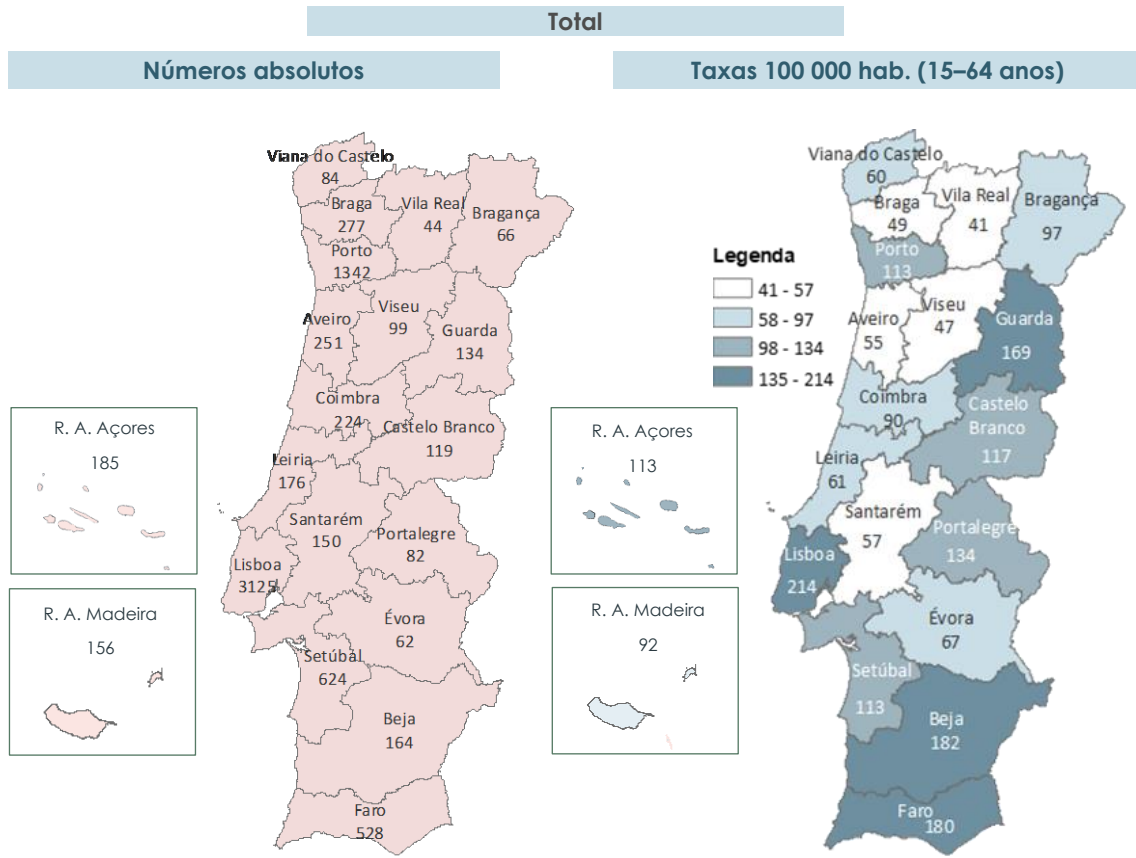 Total
Números absolutos
Viana do Castelo
84
Braga
277
Vila Real
44
Bragança
66
Porto
1342
Viseu
99
Aveiro
251
Guarda
134
Coimbra
224
Castelo Branco
119
Leiria
176
Santarém
150
Portalegre
82
Lisboa
3125
Évora
62
Setúbal
624
Beja
164
Faro
528
R. A. Açores
185
R. A. Madeira
156
Taxas 100 000 hab. (15–64 anos)
Viana do Castelo
60
Braga
49
Vila Real
41
Bragança
97
Porto
113
Legenda
41 - 57
58 - 97
98 - 134
135 - 214
Viseu
47
Aveiro
55
Guarda
169
Coimbra
90
Castelo
Branco
117
Leiria
61
Santarém
57
Portalegre
134
Lisboa
214
Évora
67
Setúbal
113
Beja
182
Faro
180
R. A. Açores
113
R. A. Madeira
92